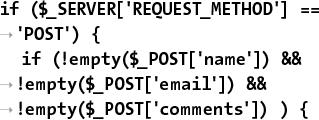 if ($_SERVER['REQUEST_METHOD'] ==
→ 'POST') {
if (!empty($_POST['name']) &&
→ !empty($_POST['email']) &&
→ !empty($_POST['comments']) ) {